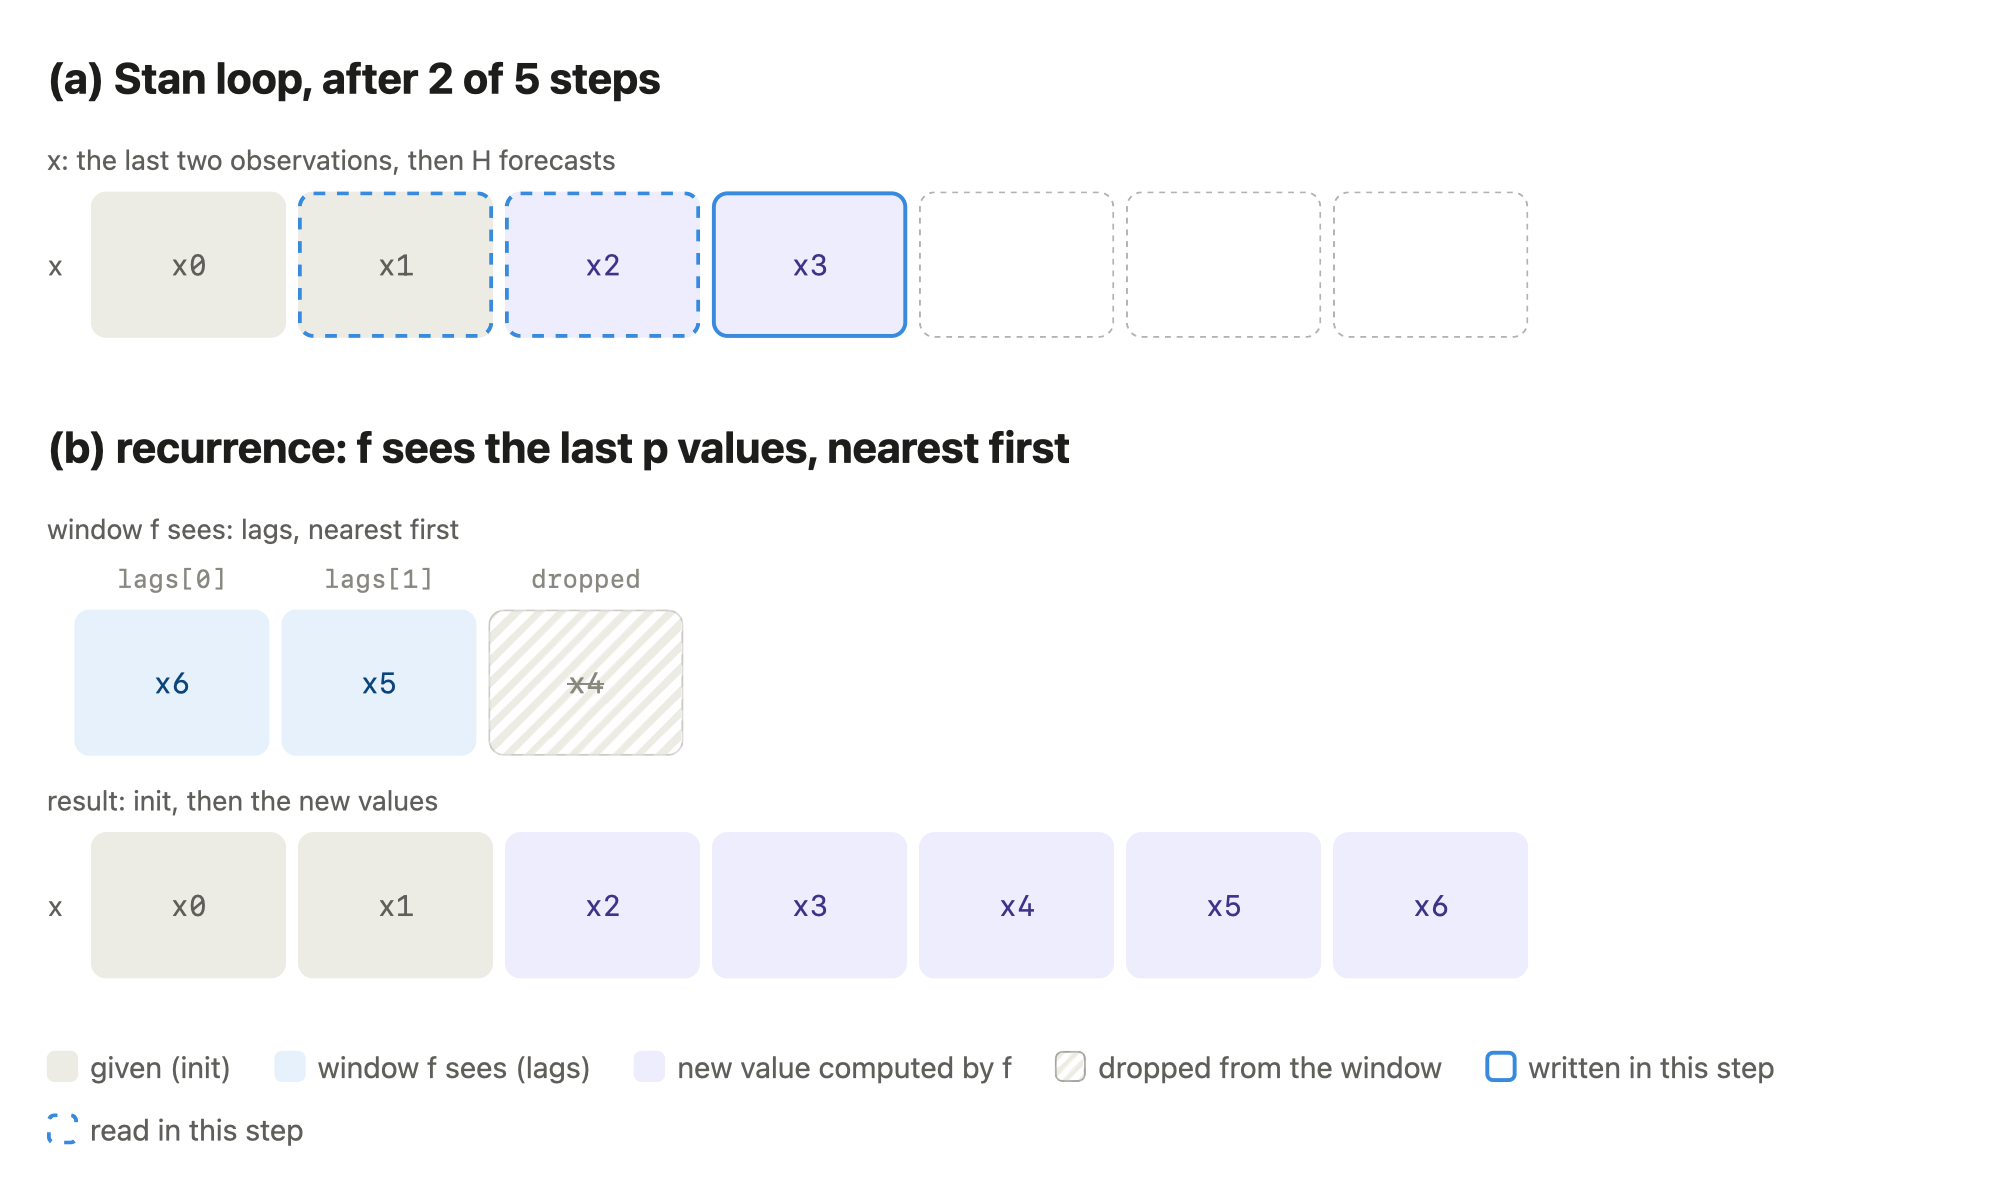 (a) Stan loop, after 2 of 5 steps
x: the last two observations, then H forecasts
x x0 x1 x2 x3
(b) recurrence: f sees the last p values, nearest first
window f sees: lags, nearest first
lags[0] lags[1] dropped
x6 x5 x4
result: init, then the new values
x x0 x1 x2 x3 x4 x5 x6
given (init) window f sees (lags) new value computed by f dropped from the window written in this step
read in this step